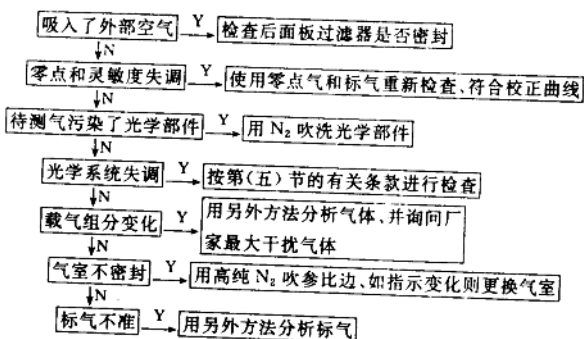 吸入了外部空气 Y 检查后面板过滤器是否密封
N
零点和灵敏度失调 Y 使用零点气和标气重新检查、符合校正曲线
N
待测气污染了光学部件 Y 用 N₂ 吹洗光学部件
N
光学系统失调 Y 按第(五)节的有关条款进行检查
N
载气组分变化 Y 用另外方法分析气体、并询问厂
家最大干扰气体
N
气室不密封 Y 用高纯 N₂ 吹参比边、如指示变化则更换气室
N
标气不准 Y 用另外方法分析标气